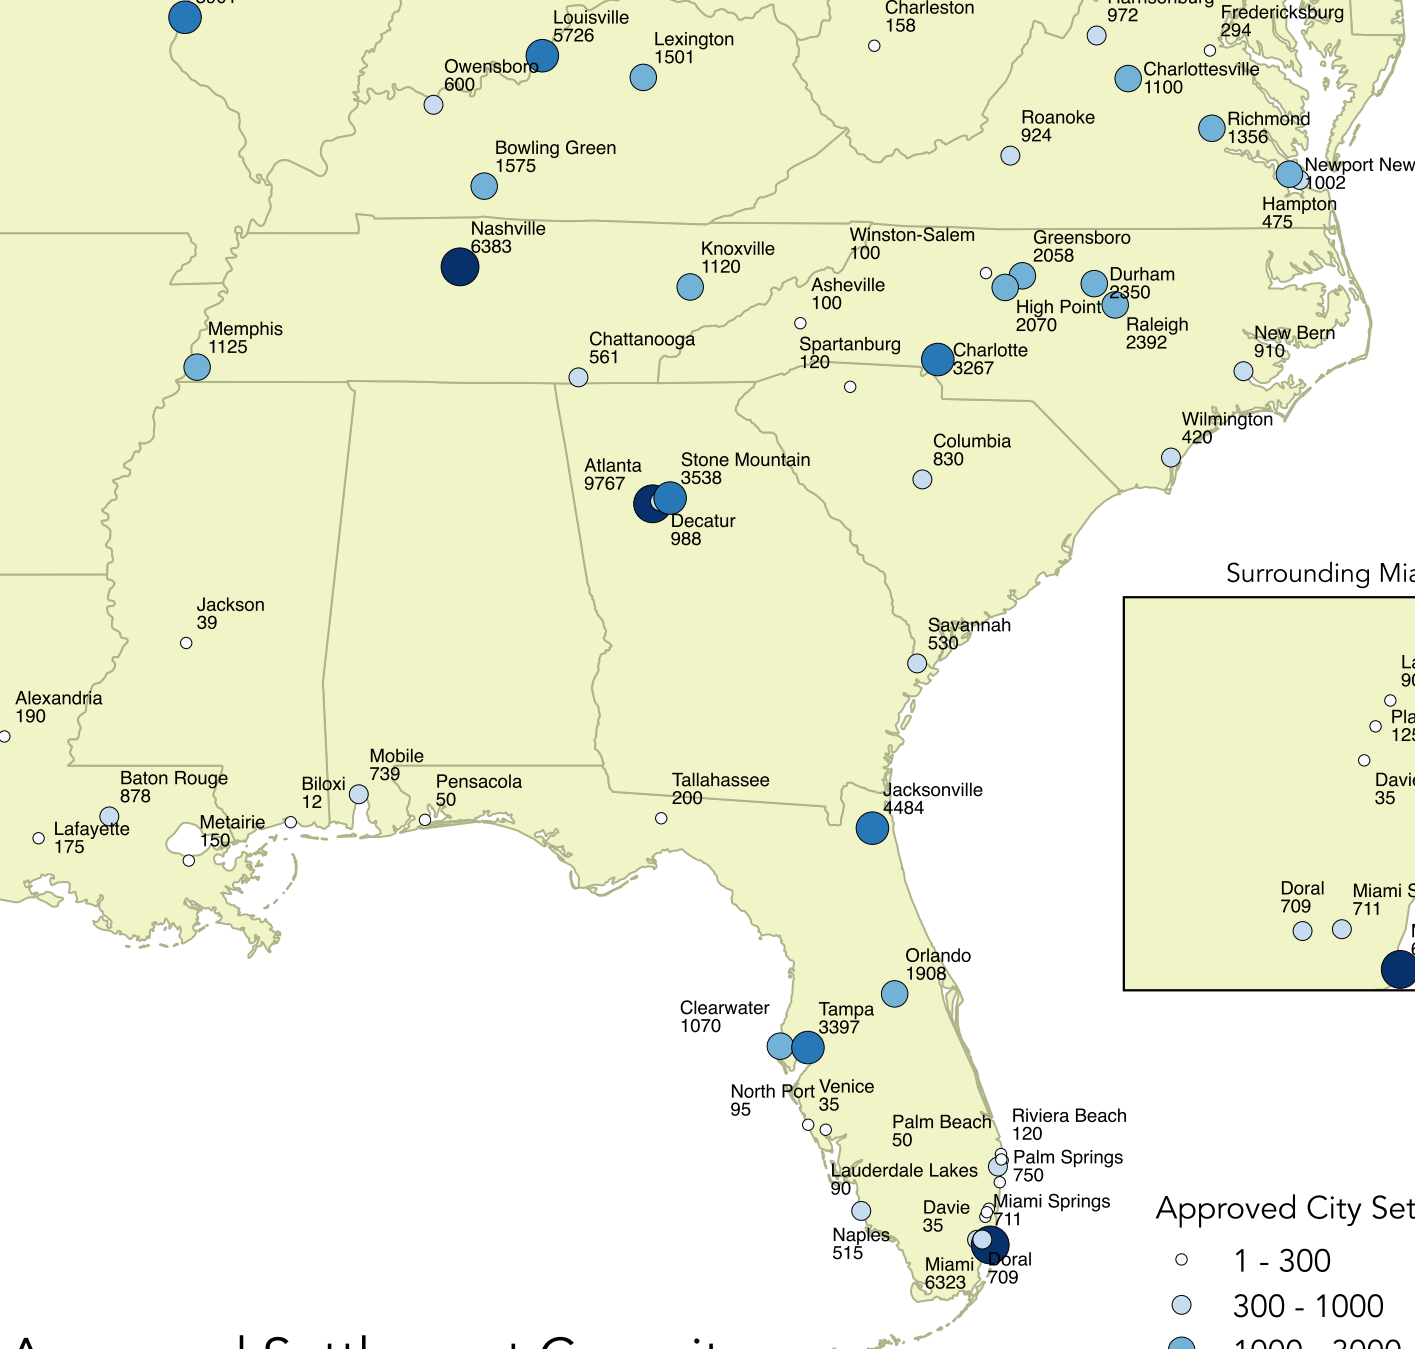 Louisville
5726
Lexington
1501
Owensboro
600
Charleston
158
972
Fredericksburg
294
Charlottesville
1100
Roanoke
924
Richmond
1356
Bowling Green
1575
Newport New
1002
Hampton
475
Nashville
6383
Knoxville
1120
Winston-Salem
100
Greensboro
2058
Asheville
100
Durham
2350
High Point
2070
Raleigh
2392
Memphis
1125
Chattanooga
561
Spartanburg
120
Charlotte
3267
New Bern
910
Wilmington
420
Columbia
830
Atlanta
9767
Stone Mountain
3538
Decatur
988
Surrounding Mia
Jackson
39
Savannah
530
Alexandria
190
La
90
Pla
125
Davie
35
Baton Rouge
878
Biloxi
12
Mobile
739
Pensacola
50
Tallahassee
200
Jacksonville
4484
Lafayette
175
Metairie
150
Doral
709
Miami S
711
Orlando
1908
Clearwater
1070
Tampa
3397
North Port
95
Venice
35
Palm Beach
50
Riviera Beach
120
Palm Springs
750
Lauderdale Lakes
90
Davie
35
Miami Springs
711
Naples
515
Miami
6323
Doral
709
Approved City Set
1 - 300
300 - 1000